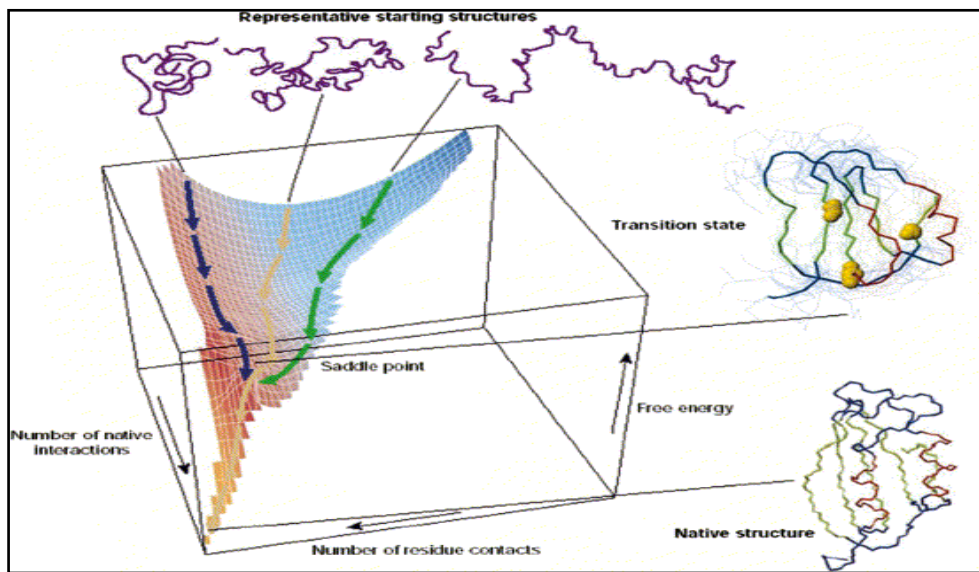 Representative starting structures
Transition state
Saddle point
Free energy
Number of native
interactions
Number of residue contacts
Native structure